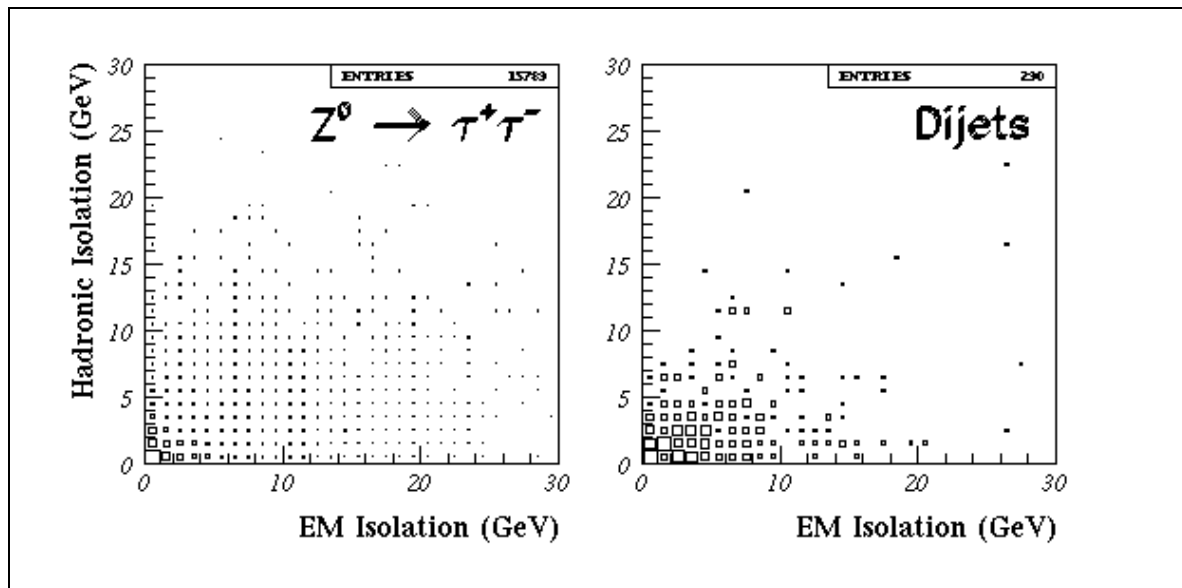 ENTRIES 15789
Z⁰ → τ⁺τ⁻
Hadronic Isolation (GeV)
30
25
20
15
10
5
0
0 10 20 30
EM Isolation (GeV)
ENTRIES 290
Dijets
30
25
20
15
10
5
0
0 10 20 30
EM Isolation (GeV)